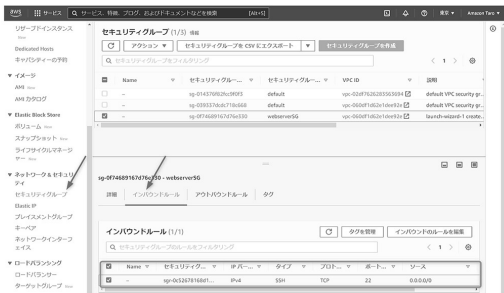 aws
サービス
サービス、特徴、ブログ、およびドキュメントなどを検索
[Alt+S]
東京 ▼
Amazon Taro ▼
リザーブドインスタンス
New
Dedicated Hosts
キャパシティーの予約
▼ イメージ
AMI New
AMI カタログ
▼ Elastic Block Store
ボリューム New
スナップショット New
ライフサイクルマネージャー New
▼ ネットワーク & セキュリティ
セキュリティグループ
Elastic IP
プレイスメントグループ
キーペア
ネットワークインターフェイス
▼ ロードバランシング
ロードバランサー
ターゲットグループ New
セキュリティグループ (1/3) 情報
アクション ▼
セキュリティグループを CSV にエクスポート ▼
セキュリティグループを作成
セキュリティグループをフィルタリング
< 1 >
Name
セキュリティグルー...
セキュリティグルー...
VPC ID
説明
–
default
default VPC security gr...
–
default
default VPC security gr...
–
sg-0f74689167d76e330
webserverSG
launch-wizard-1 create...
sg-0f74689167d76e330 - webserverSG
詳細
インバウンドルール
アウトバウンドルール
タグ
インバウンドルール (1/1)
タグを管理
インバウンドのルールを編集
セキュリティグループのルールをフィルタリング
< 1 >
Name
セキュリティグ...
IP バー...
タイプ
プロト...
ポート...
ソース
–
sgr-0c52678168d1...
IPv4
SSH
TCP
22
0.0.0.0/0